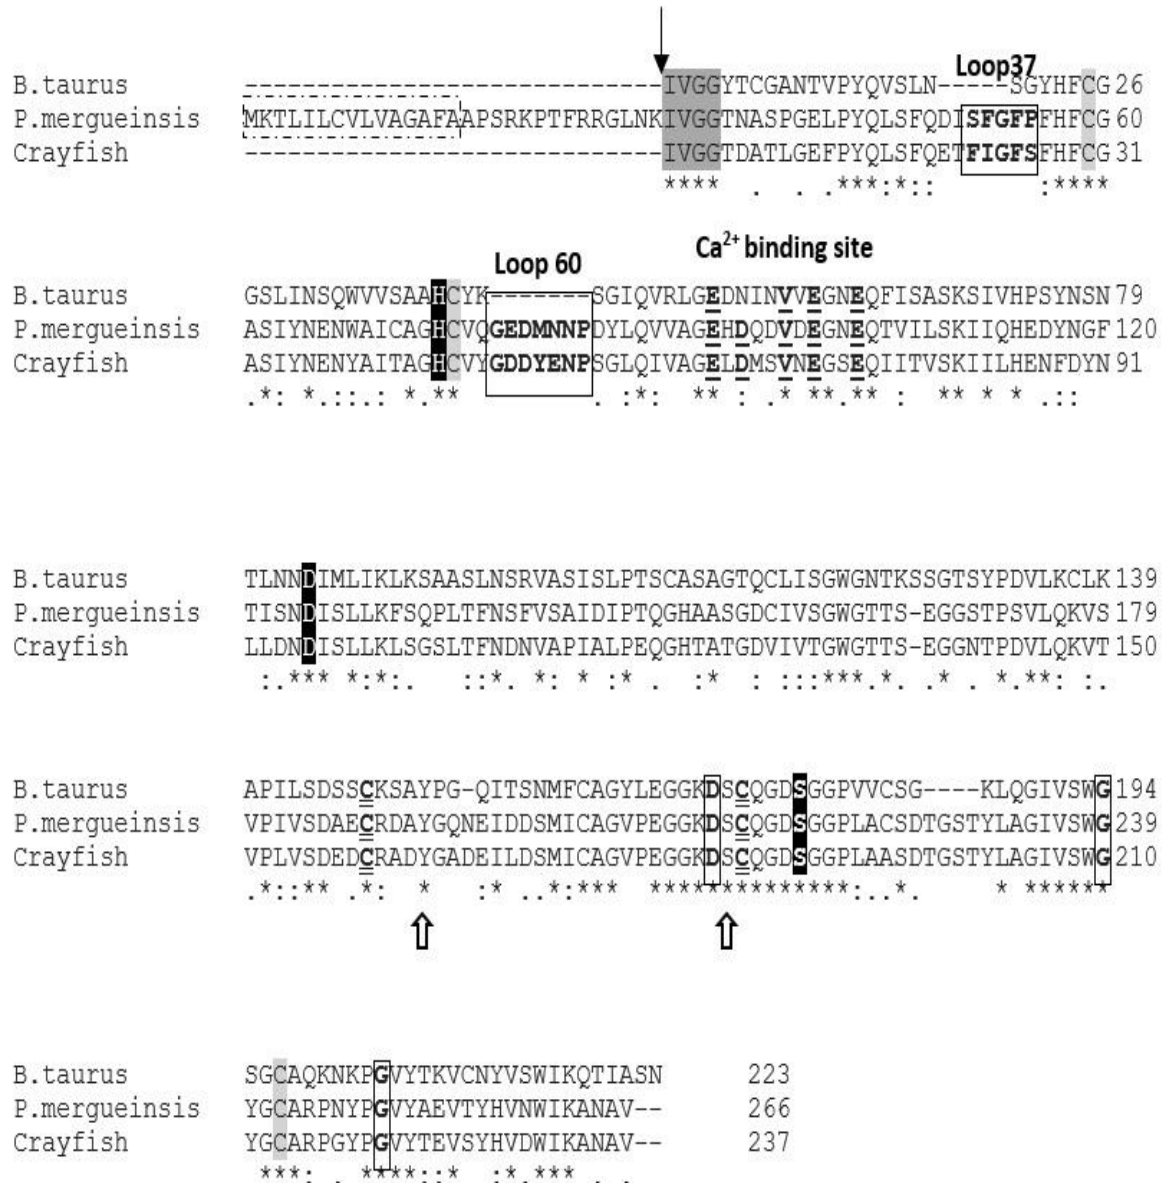 Loop37
B.taurus -----------------------------IVGGYTCGANTVPYQVSLN-----SGYHFCG 26
P.mergueinsis MKTLILCVLVAGAFAAPSRKPTFRRGLNKIVGGTNASPGELPYQLSFQDISFGFPFHFCG 60
Crayfish -----------------------------IVGGTDATLGEFPYQLSFQETFIGFSFHFCG 31
**** . . .***:*:: :****
Loop 60 Ca2+ binding site
B.taurus GSLINSQWVVSAAHCYK-------SGIQVRLGEDNINVVEGNEQFISASKSIVHPSYNSN 79
P.mergueinsis ASIYNENWAICAGHCVQGEDMNNPDYLQVVAGEHDQDVDEGNEQTVILSKIIQHEDYNGF 120
Crayfish ASIYNENYAITAGHCVYGDDYENPSGLQIVAGELDMSVNEGSEQIITVSKIILHENFDYN 91
.*: *.::.: *.** . :*: ** : .* **.** : ** * * .::
B.taurus TLNNDIMLIKLKSAASLNSRVASISLPTSCASAGTQCLISGWGNTKSSGTSYPDVLKCLK 139
P.mergueinsis TISNDISLLKFSQPLTFNSFVSAIDIPTQGHAASGDCIVSGWGTTS-EGGSTPSVLQKVS 179
Crayfish LLDNDISLLKLSGSLTFNDNVAPIALPEQGHTATGDVIVTGWGTTS-EGGNTPDVLQKVT 150
:.*** *:*:. ::*. *: * :* . :* : :::***.*. .* . *.**: :.
B.taurus APILSDSSCKSAYPG-QITSNMFCAGYLEGGKDSCQGDSGGPVVCSG----KLQGIVSWG 194
P.mergueinsis VPIVSDAECRDAYGQNEIDDSMICAGVPEGGKDSCQGDSGGPLACSDTGSTYLAGIVSWG 239
Crayfish VPLVSDEDCRADYGADEILDSMICAGVPEGGKDSCQGDSGGPLAASDTGSTYLAGIVSWG 210
.*::** *: * :* ..*:*** **************:..*. * ******
B.taurus SGCAQKNKPGVYTKVCNYVSWIKQTIASN 223
P.mergueinsis YGCARPNYPGVYAEVTYHVNWIKANAV-- 266
Crayfish YGCARPGYPGVYTEVSYHVDWIKANAV-- 237
***: . ****::* :*.*** . .